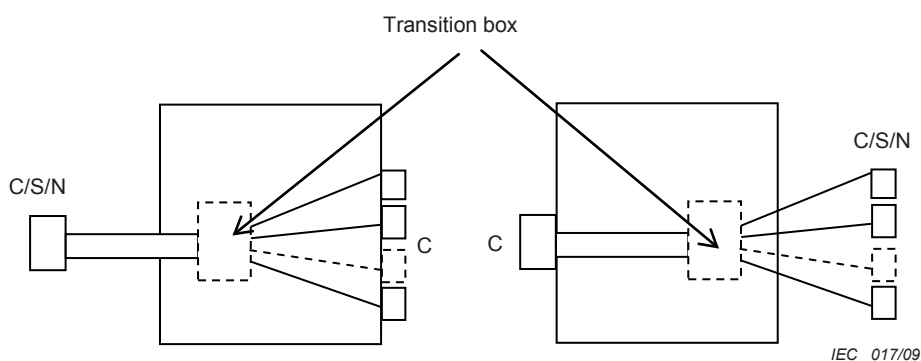 Transition box
C/S/N
C/S/N
C
C
IEC 017/09